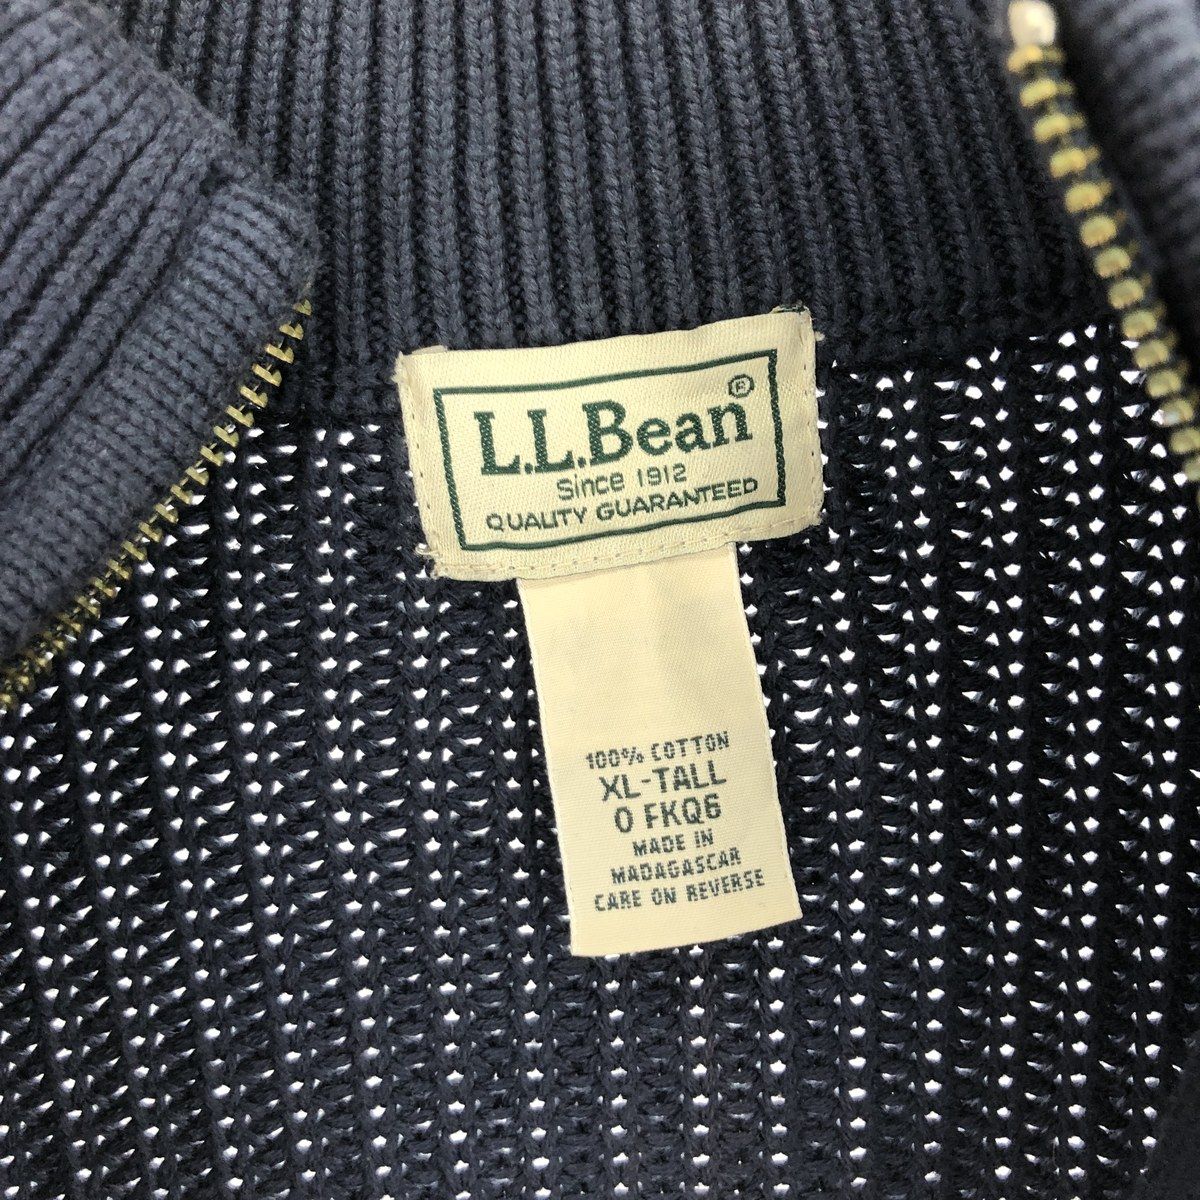 L.L.Bean®
Since 1912
QUALITY GUARANTEED
100% COTTON
XL-TALL
0 FKQ6
MADE IN
MADAGASCAR
CARE ON REVERSE